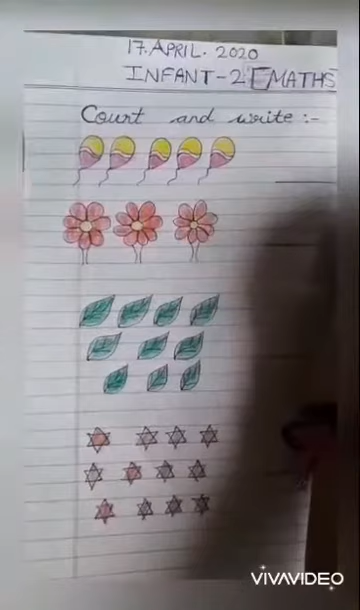 17. APRIL. 2020
INFANT-2 [MATHS
Count and write :-
VIVAVIDEO